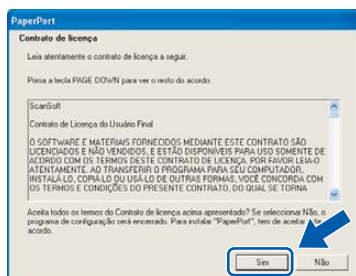 PaperPort
Contrato de licença
Leia atentamente o contrato de licença a seguir.
Prima a tecla PAGE DOWN para ver o resto do acordo.
ScanSoft
Contrato de Licença do Usuário Final
O SOFTWARE E MATERIAIS FORNECIDOS MEDIANTE ESTE CONTRATO SÃO
LICENCIADOS E NÃO VENDIDOS, E ESTÃO DISPONÍVEIS PARA USO SOMENTE DE
ACORDO COM OS TERMOS DESTE CONTRATO DE LICENÇA. POR FAVOR LEIA-O
ATENTAMENTE. AO TRANSFERIR O PROGRAMA PARA SEU COMPUTADOR,
INSTALÁ-LO, COPIÁ-LO OU USÁ-LO DE OUTRAS FORMAS, VOCÊ CONCORDA COM
OS TERMOS E CONDIÇÕES DO PRESENTE CONTRATO, DO QUAL SE TORNA
Aceita todos os termos do Contrato de licença acima apresentado? Se seleccionar Não, o
programa de configuração será encerrado. Para instalar "PaperPort", tem de aceitar este
acordo.
Sim
Não